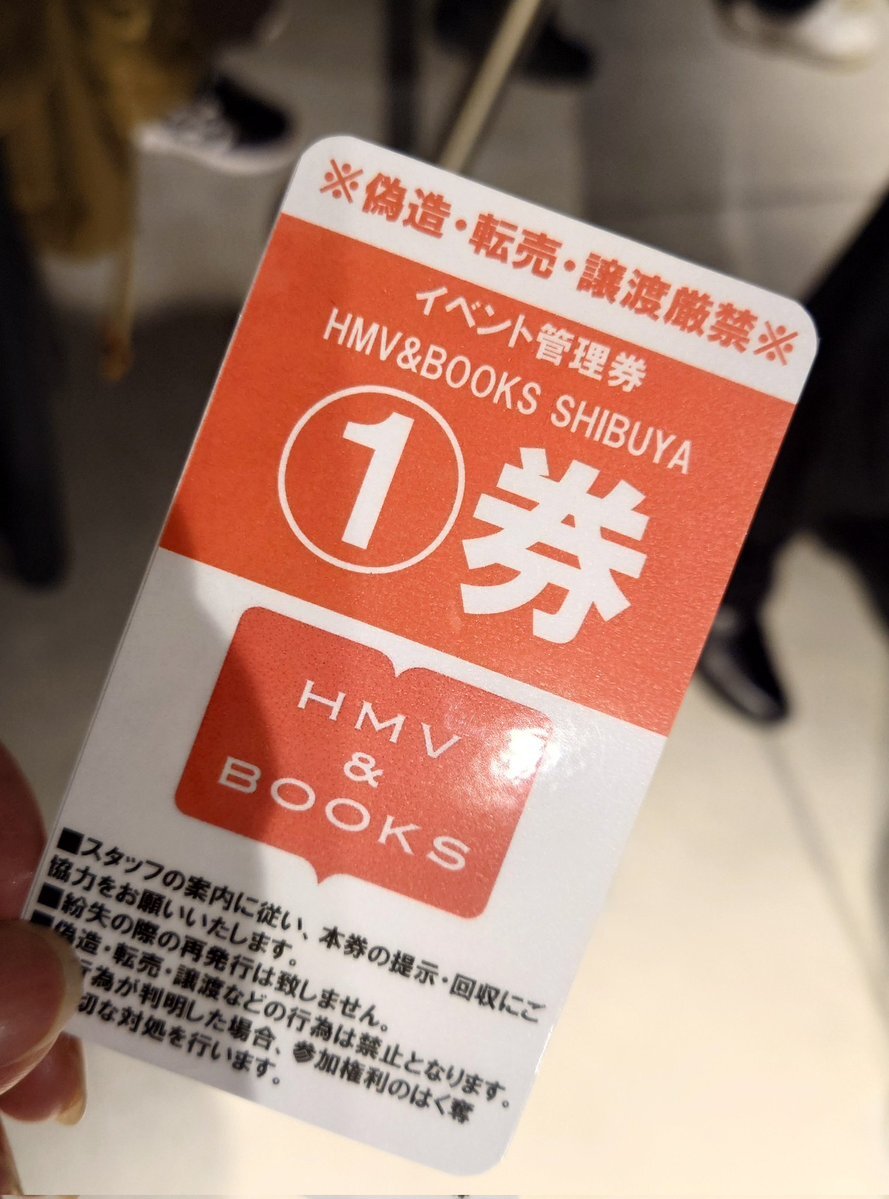 ※偽造・転売・譲渡厳禁※
イベント管理券
HMV&BOOKS SHIBUYA
①券
HMV
&
BOOKS
■スタッフの案内に従い、本券の提示・回収にご
協力をお願いいたします。
■紛失の際の再発行は致しません。
■偽造・転売・譲渡などの行為は禁止となります。
行為が判明した場合、参加権利のはく奪
切な対処を行います。